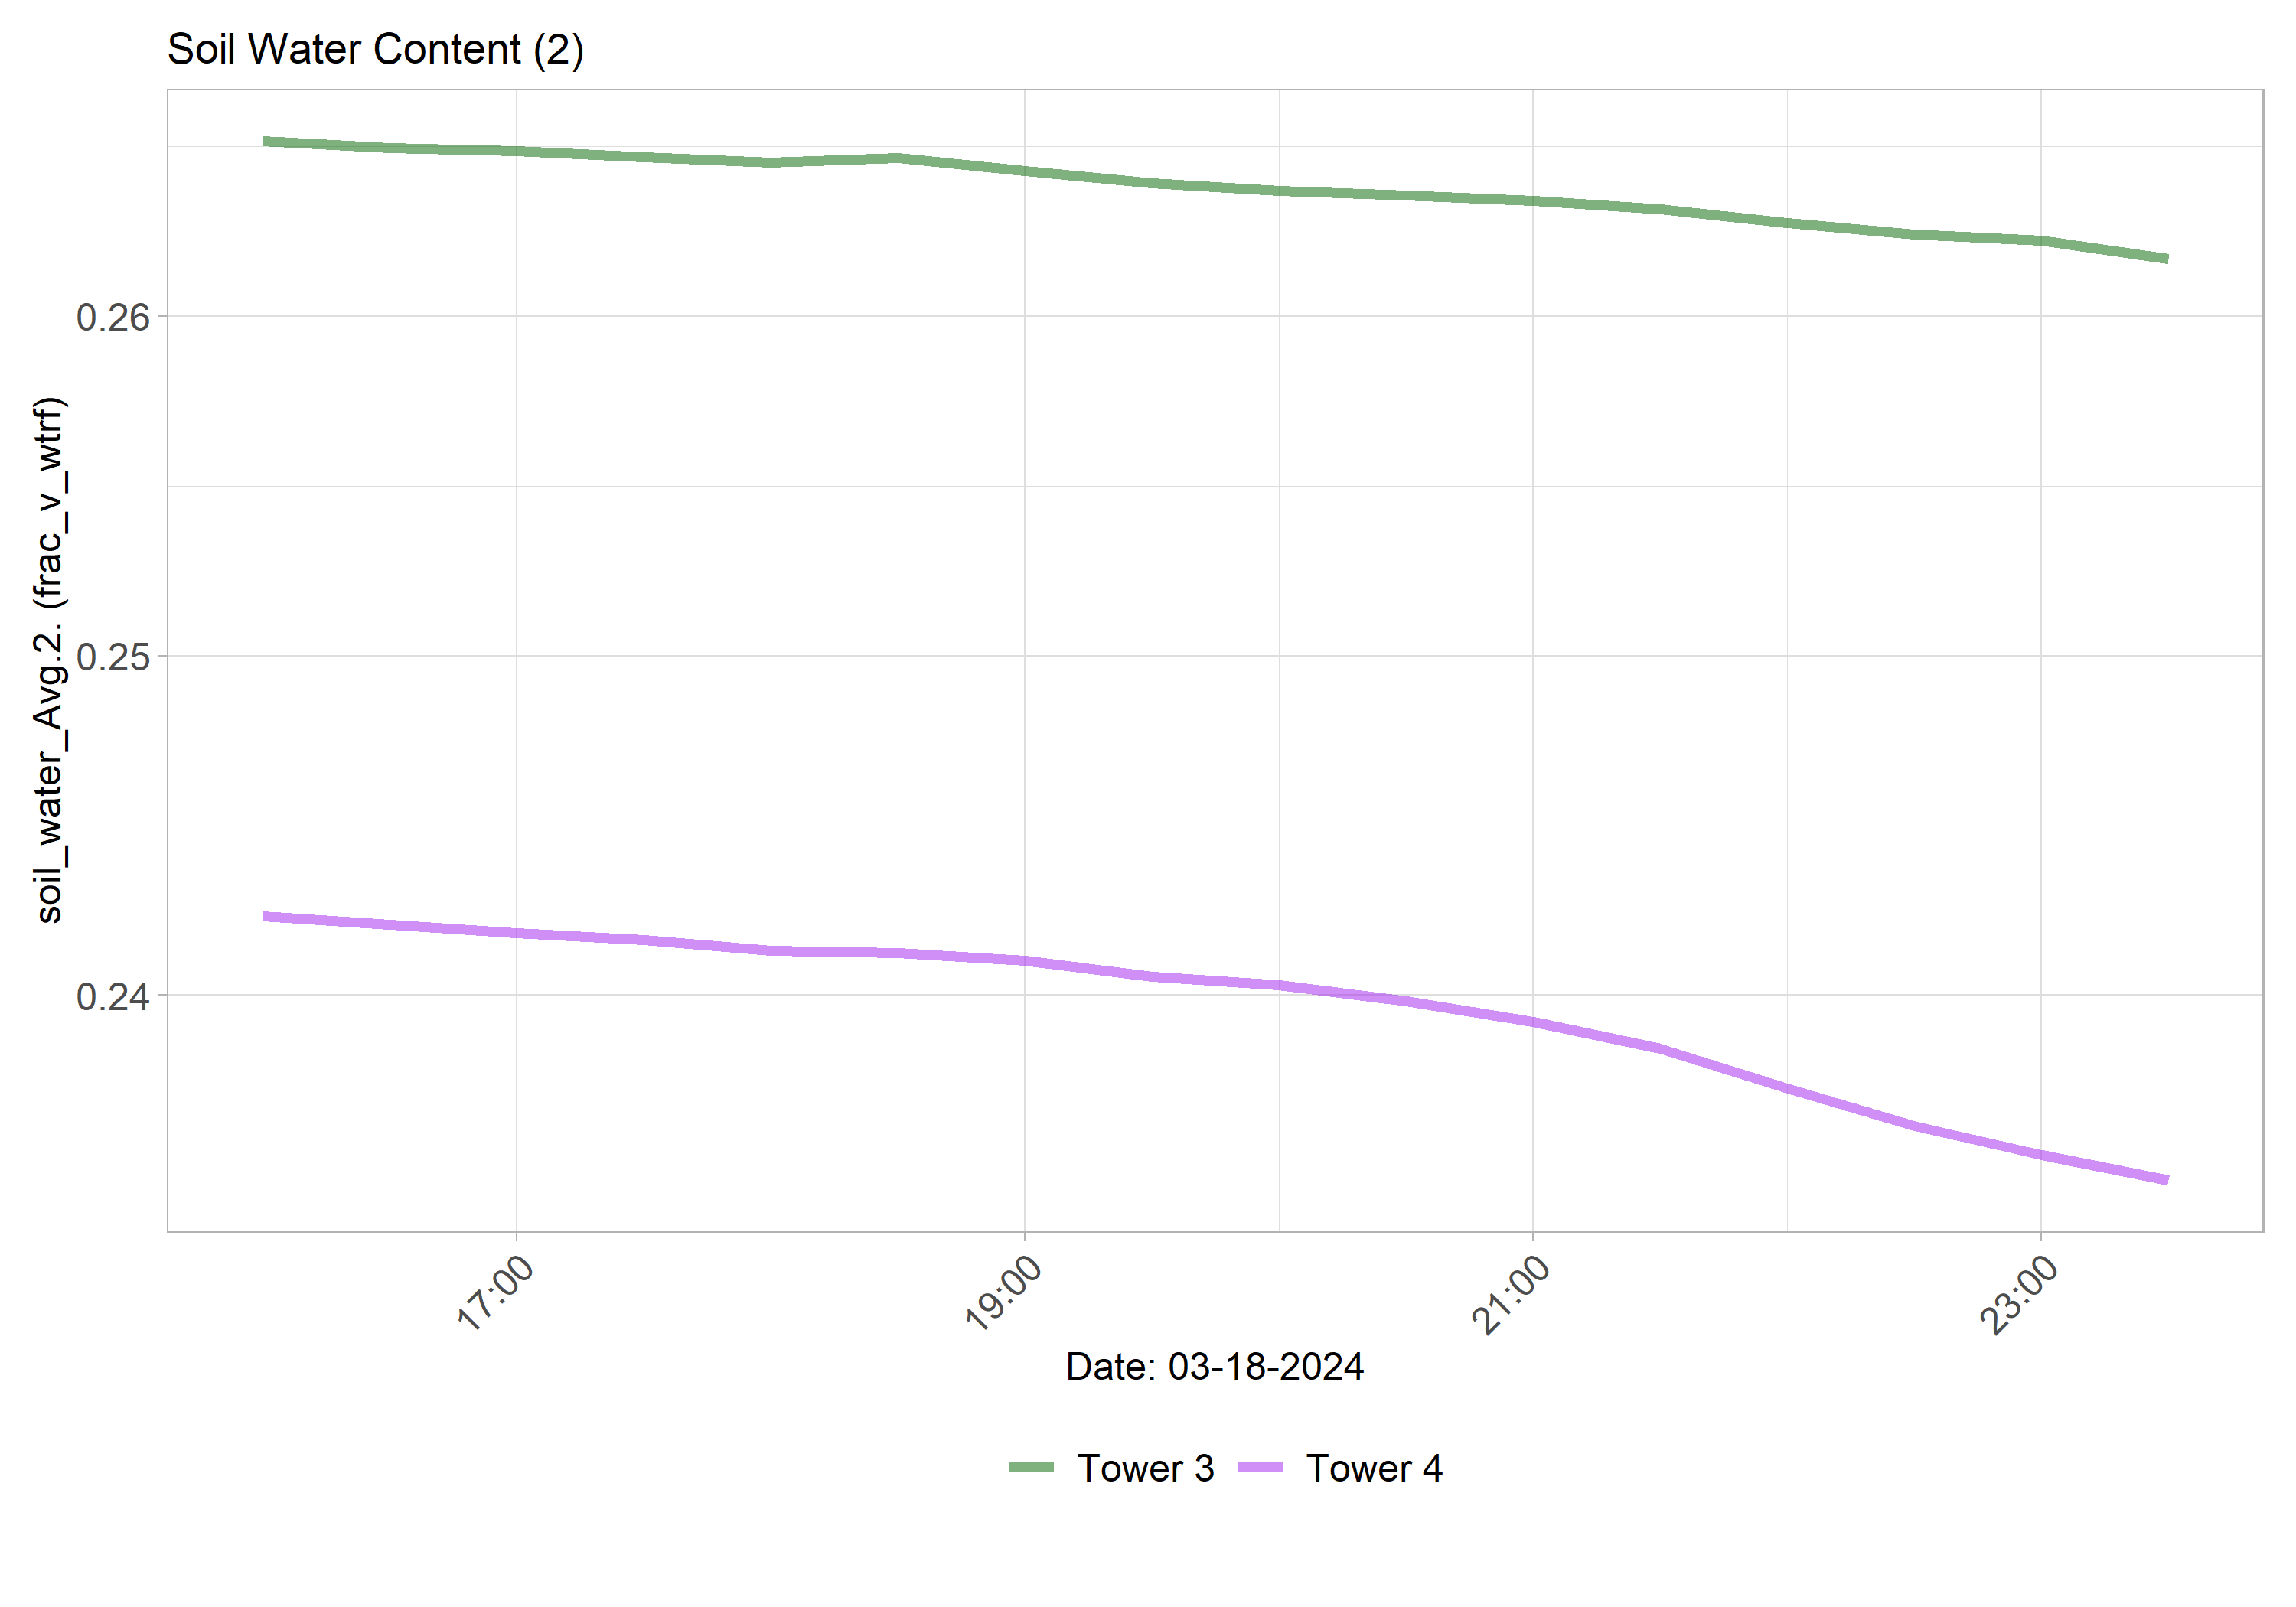 Soil Water Content (2)
soil_water_Avg.2. (frac_v_wtrf)
0.26
0.25
0.24
17:00
19:00
21:00
23:00
Date: 03-18-2024
Tower 3
Tower 4